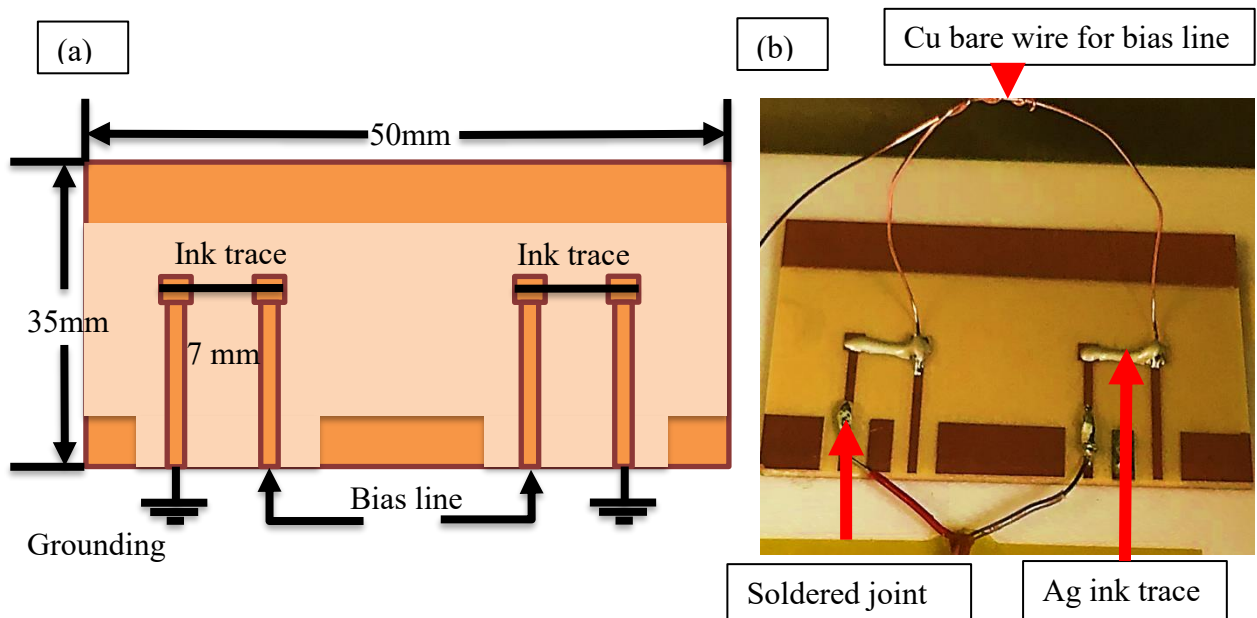 (a)
50mm
Ink trace
Ink trace
35mm
7 mm
Bias line
Grounding
(b)
Cu bare wire for bias line
Soldered joint
Ag ink trace